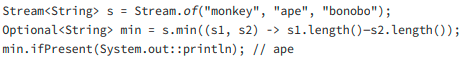 Stream<String> s = Stream.of("monkey", "ape", "bonobo");
Optional<String> min = s.min((s1, s2) -> s1.length()–s2.length());
min.ifPresent(System.out::println); // ape